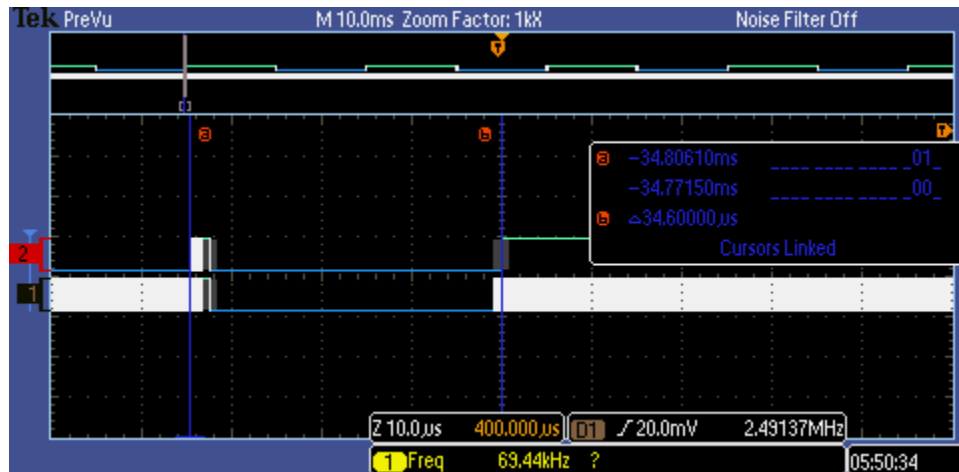 Tek PreVu M 10.0ms Zoom Factor: 1kX Noise Filter Off
T
a b T
a -34.80610ms ____ ____ ____ _01_
-34.77150ms ____ ____ ____ _00_
b △34.60000µs
Cursors Linked
2
1
Z 10.0µs 400.000µs D1 ∫ 20.0mV 2.49137MHz
1 Freq 69.44kHz ? 05:50:34